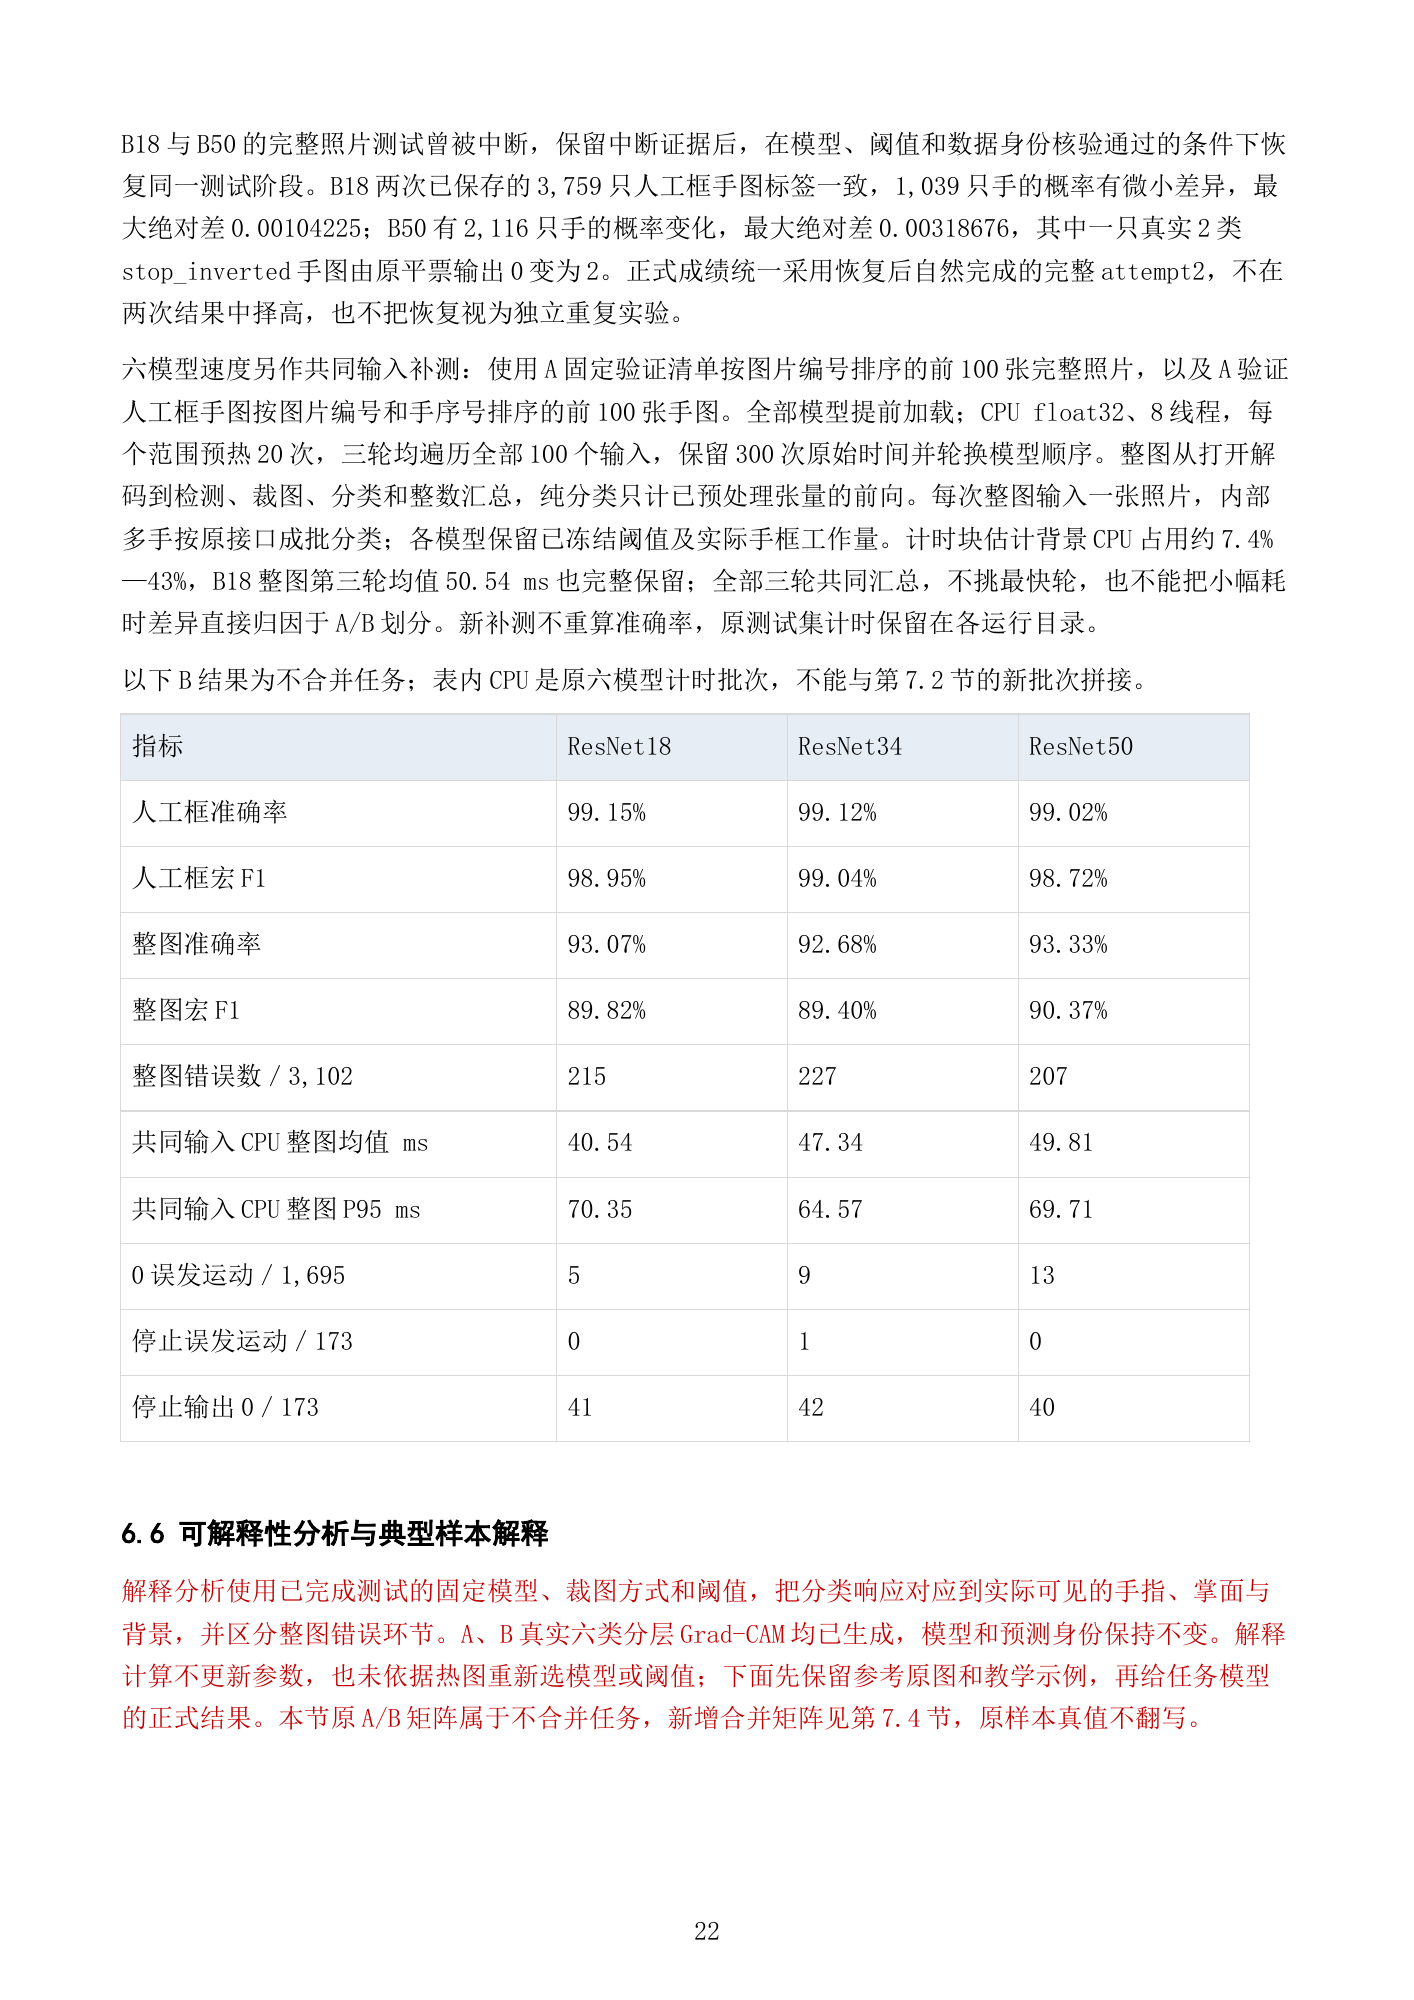 B18 与 B50 的完整照片测试曾被中断，保留中断证据后，在模型、阈值和数据身份核验通过的条件下恢
复同一测试阶段。B18 两次已保存的 3,759 只人工框手图标签一致，1,039 只手的概率有微小差异，最
大绝对差 0.00104225；B50 有 2,116 只手的概率变化，最大绝对差 0.00318676，其中一只真实 2 类
stop_inverted 手图由原平票输出 0 变为 2。正式成绩统一采用恢复后自然完成的完整 attempt2，不在
两次结果中择高，也不把恢复视为独立重复实验。
六模型速度另作共同输入补测：使用 A 固定验证清单按图片编号排序的前 100 张完整照片，以及 A 验证
人工框手图按图片编号和手序号排序的前 100 张手图。全部模型提前加载；CPU float32、8 线程，每
个范围预热 20 次，三轮均遍历全部 100 个输入，保留 300 次原始时间并轮换模型顺序。整图从打开解
码到检测、裁图、分类和整数汇总，纯分类只计已预处理张量的前向。每次整图输入一张照片，内部
多手按原接口成批分类；各模型保留已冻结阈值及实际手框工作量。计时块估计背景 CPU 占用约 7.4%
—43%，B18 整图第三轮均值 50.54 ms 也完整保留；全部三轮共同汇总，不挑最快轮，也不能把小幅耗
时差异直接归因于 A/B 划分。新补测不重算准确率，原测试集计时保留在各运行目录。
以下 B 结果为不合并任务；表内 CPU 是原六模型计时批次，不能与第 7.2 节的新批次拼接。
指标 ResNet18 ResNet34 ResNet50
人工框准确率 99.15% 99.12% 99.02%
人工框宏 F1 98.95% 99.04% 98.72%
整图准确率 93.07% 92.68% 93.33%
整图宏 F1 89.82% 89.40% 90.37%
整图错误数 / 3,102 215 227 207
共同输入 CPU 整图均值 ms 40.54 47.34 49.81
共同输入 CPU 整图 P95 ms 70.35 64.57 69.71
0 误发运动 / 1,695 5 9 13
停止误发运动 / 173 0 1 0
停止输出 0 / 173 41 42 40
6.6 可解释性分析与典型样本解释
解释分析使用已完成测试的固定模型、裁图方式和阈值，把分类响应对应到实际可见的手指、掌面与
背景，并区分整图错误环节。A、B 真实六类分层 Grad-CAM 均已生成，模型和预测身份保持不变。解释
计算不更新参数，也未依据热图重新选模型或阈值；下面先保留参考原图和教学示例，再给任务模型
的正式结果。本节原 A/B 矩阵属于不合并任务，新增合并矩阵见第 7.4 节，原样本真值不翻写。
22